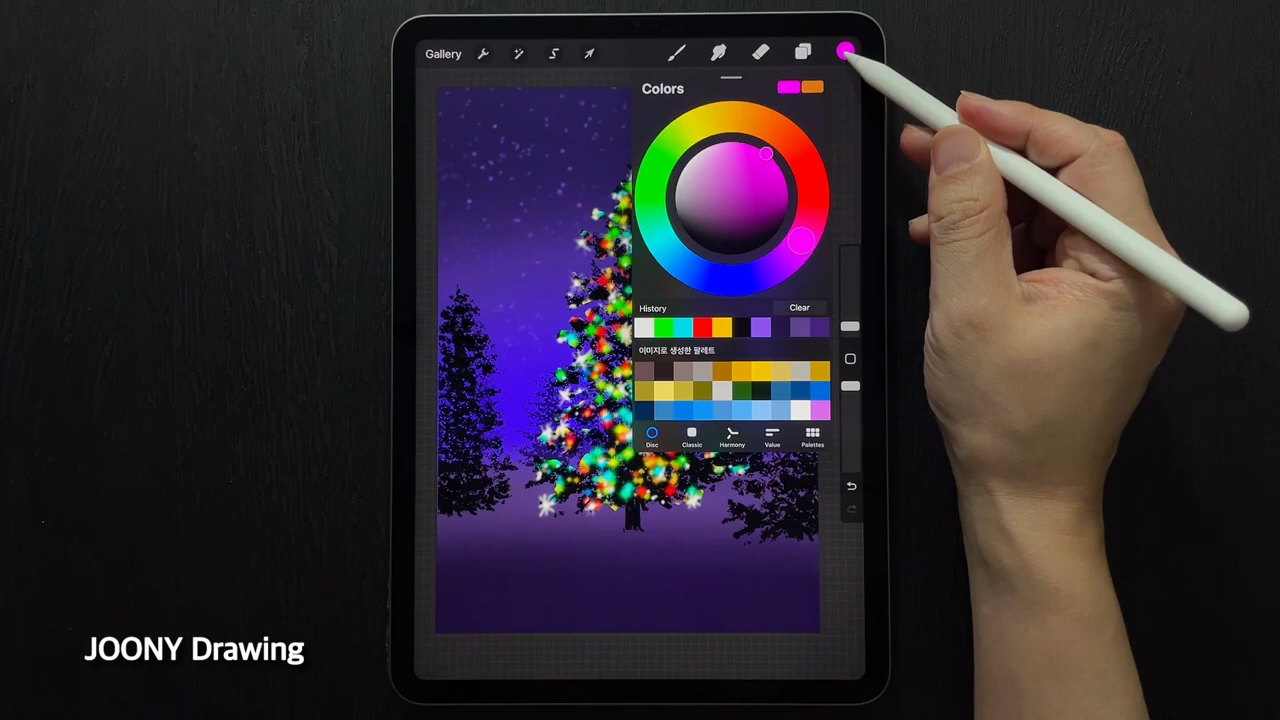 Gallery
Colors
History
Clear
이미지로 생성한 팔레트
Disc
Classic
Harmony
Value
Palettes
JOONY Drawing